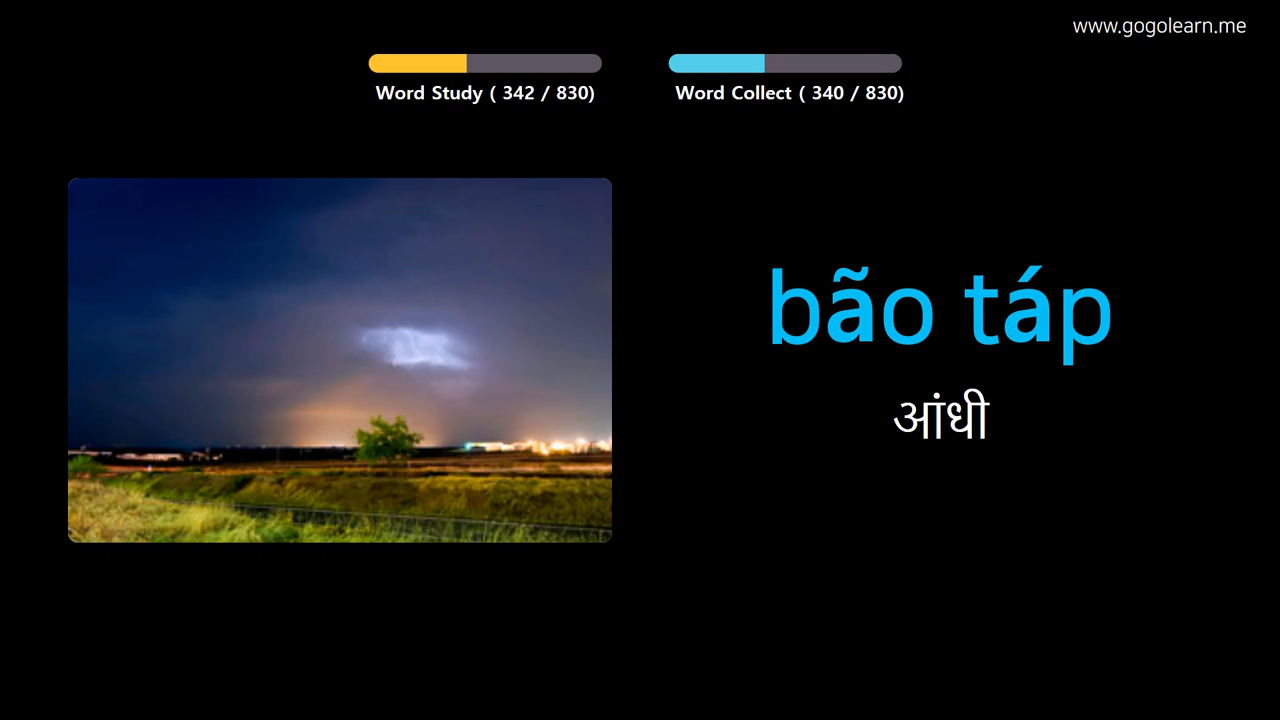 www.gogolearn.me
Word Study ( 342 / 830)
Word Collect ( 340 / 830)
bão táp
आंधी